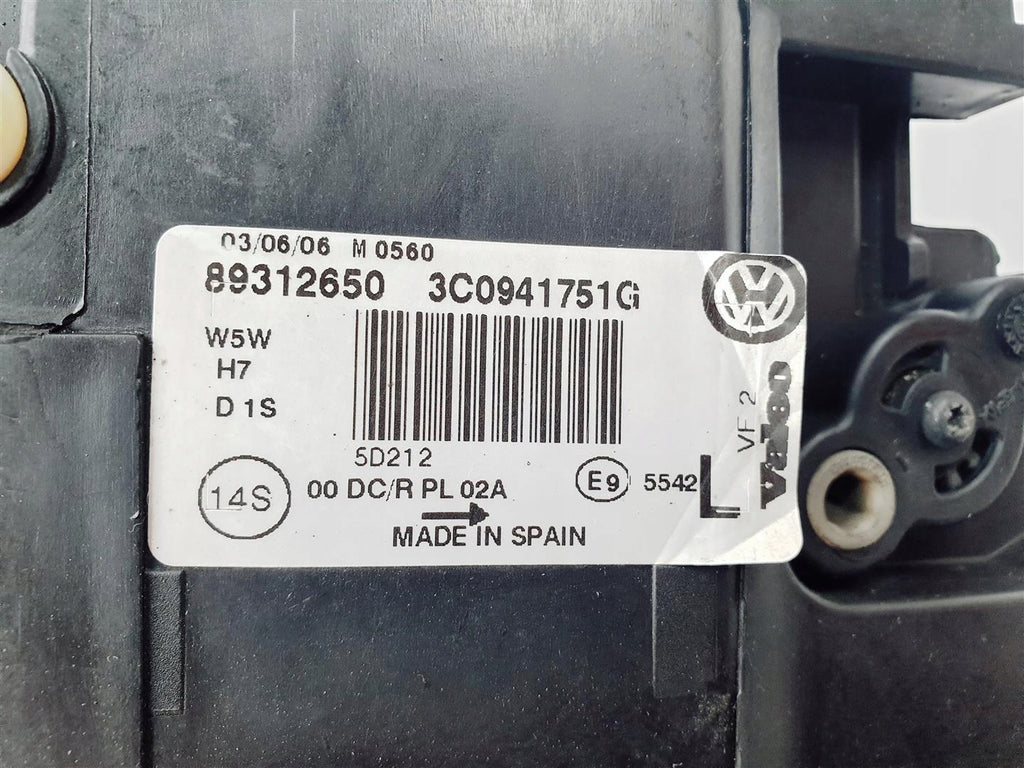 03/06/06 M 0560
89312650 3C0941751G
W5W
H7
D1S
5D212
14S
00 DC/R PL 02A
E9 5542
L
VF 2
Valeo
MADE IN SPAIN